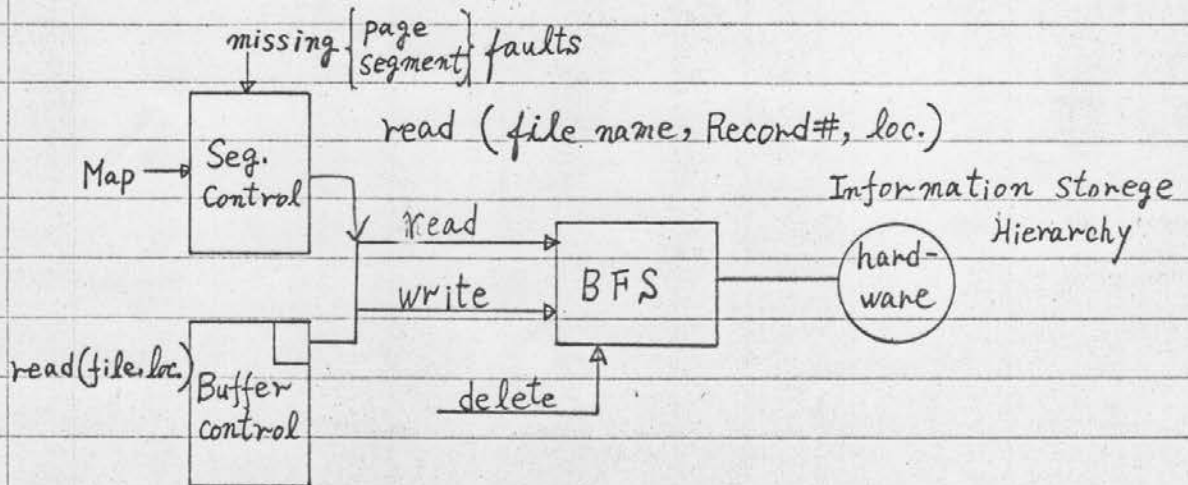 missing { page segment } faults
read (file name, Record#, loc.)
Map
Seg. Control
Information Storege
Hierarchy
read
BFS
hard-
ware
write
read(file,loc.)
Buffer
control
delete